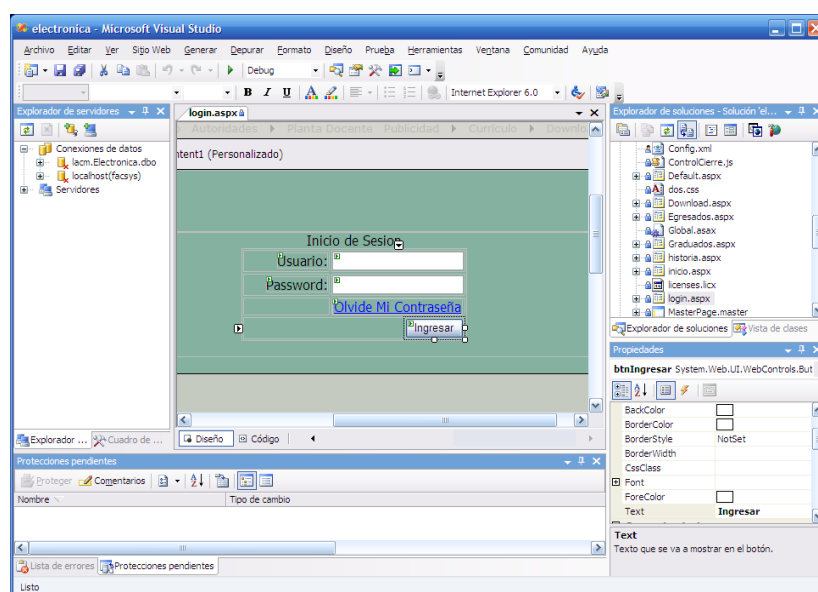 electronica - Microsoft Visual Studio
Archivo Editar Ver Sitio Web Generar Depurar Formato Diseño Prueba Herramientas Ventana Comunidad Ayuda
Debug
B I U A Internet Explorer 6.0
Explorador de servidores
Conexiones de datos
lacm.Electronica.dbo
localhost(facsys)
Servidores
Explorador ... Cuadro de ...
login.aspx
Autoridades Planta Docente Publicidad Currículo Downlo
ntent1 (Personalizado)
Inicio de Sesion
Usuario:
Password:
Olvide Mi Contraseña
Ingresar
Diseño Código
Explorador de soluciones - Solución 'el...
Config.xml
ControlCierre.js
Default.aspx
dos.css
Download.aspx
Egresados.aspx
Global.asax
Graduados.aspx
historia.aspx
inicio.aspx
licenses.licx
login.aspx
MasterPage.master
Explorador de soluciones Vista de clases
Propiedades
btnIngresar System.Web.UI.WebControls.But
BackColor
BorderColor
BorderStyle NotSet
BorderWidth
CssClass
Font
ForeColor
Text Ingresar
Text
Texto que se va a mostrar en el botón.
Protecciones pendientes
Proteger Comentarios
Nombre Tipo de cambio
Lista de errores Protecciones pendientes
Listo